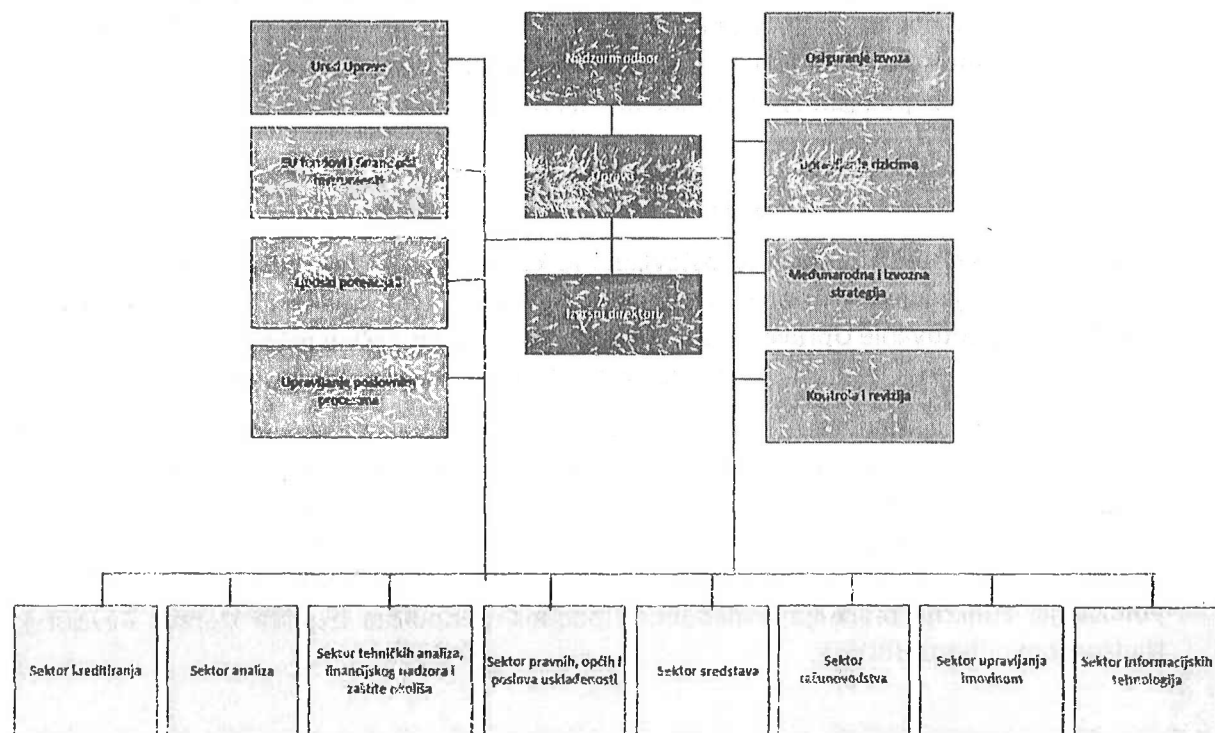 Ured Uprave
Nadzorni odbor
Osiguranje izvoza
EU fondovi i financijski
instrumenti
Uprava
Upravljanje rizicima
Ljudski potencijali
Izvršni direktori
Međunarodna i izvozna
strategija
Upravljanje poslovnim
procesima
Kontrola i revizija
Sektor kreditiranja
Sektor analiza
Sektor tehničkih analiza,
financijskog nadzora i
zaštite okoliša
Sektor pravnih, općih i
poslova usklađenosti
Sektor sredstava
Sektor
računovodstva
Sektor upravljanja
imovinom
Sektor informacijskih
tehnologija